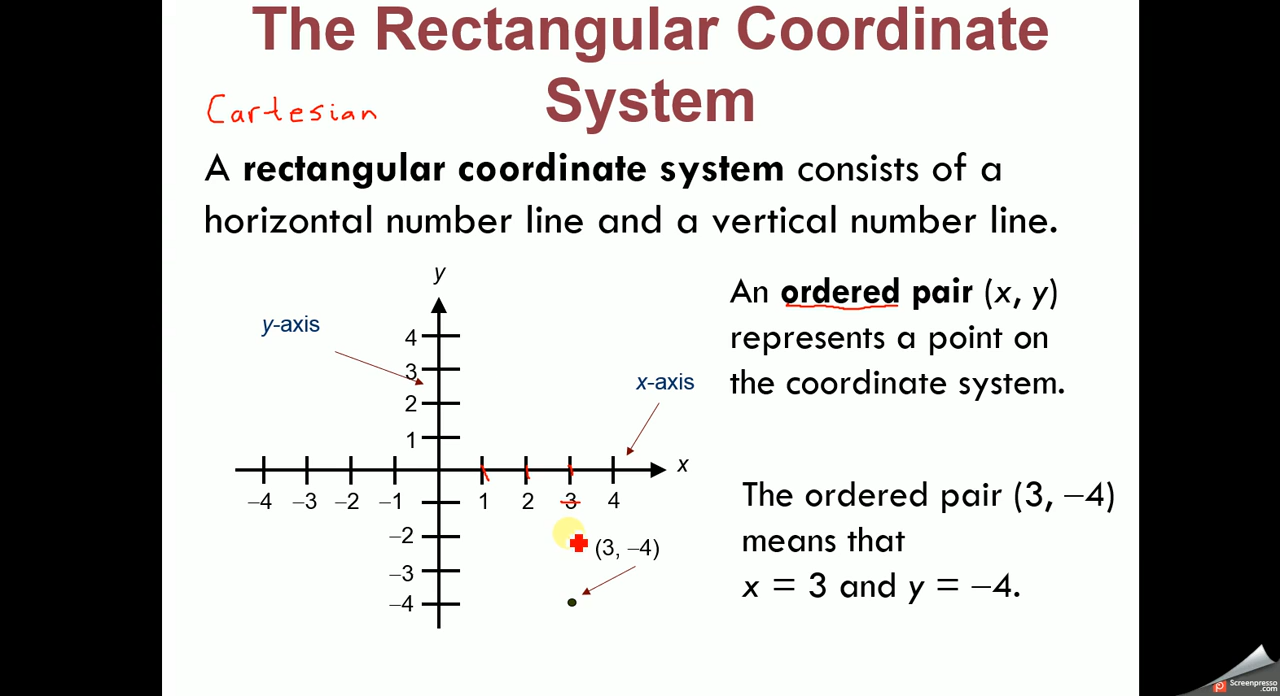 The Rectangular Coordinate
System
Cartesian
A rectangular coordinate system consists of a
horizontal number line and a vertical number line.
y
y-axis
4
3
2
1
x-axis
x
–4 –3 –2 –1 1 2 3 4
–2
–3
–4
(3, –4)
An ordered pair (x, y)
represents a point on
the coordinate system.
The ordered pair (3, –4)
means that
x = 3 and y = –4.
Screenpresso
.com